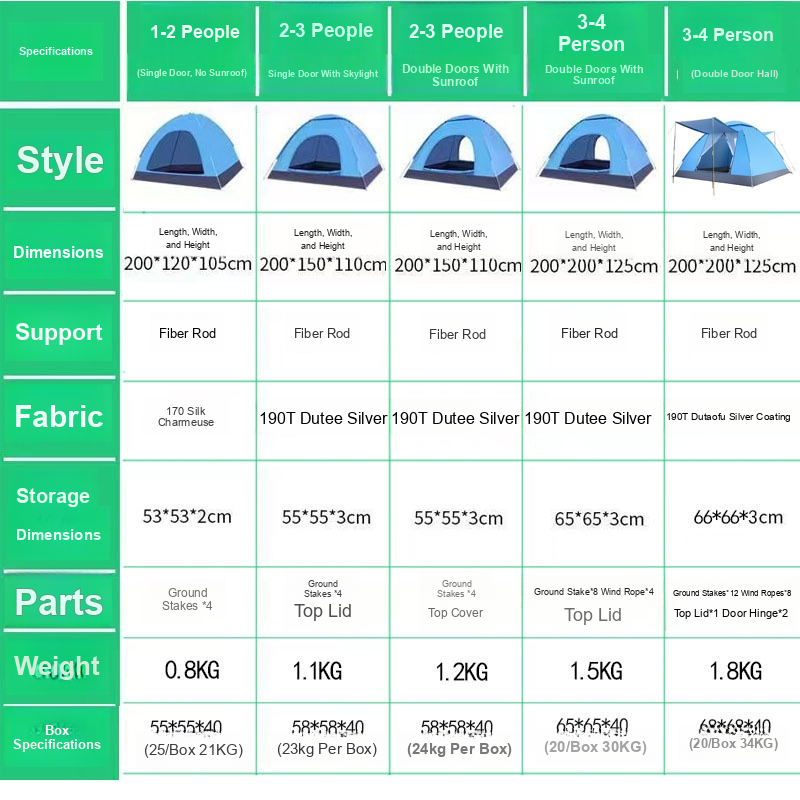 Specifications
1-2 People
(Single Door, No Sunroof)
2-3 People
Single Door With Skylight
2-3 People
Double Doors With
Sunroof
3-4
Person
Double Doors With
Sunroof
3-4 Person
(Double Door Hall)
Style
Dimensions
Length, Width,
and Height
200*120*105cm
Length, Width,
and Height
200*150*110cm
Length, Width,
and Height
200*150*110cm
Length, Width,
and Height
200*200*125cm
Length, Width,
and Height
200*200*125cm
Support
Fiber Rod
Fiber Rod
Fiber Rod
Fiber Rod
Fiber Rod
Fabric
170 Silk
Charmeuse
190T Dutee Silver
190T Dutee Silver
190T Dutee Silver
190T Dutaofu Silver Coating
Storage
Dimensions
53*53*2cm
55*55*3cm
55*55*3cm
65*65*3cm
66*66*3cm
Parts
Ground
Stakes *4
Ground
Stakes *4
Top Lid
Ground
Stakes *4
Top Cover
Ground Stake*8 Wind Rope*4
Top Lid
Ground Stakes*12 Wind Ropes*8
Top Lid*1 Door Hinge*2
Weight
0.8KG
1.1KG
1.2KG
1.5KG
1.8KG
Box
Specifications
55*55*40
(25/Box 21KG)
58*58*40
(23kg Per Box)
58*58*40
(24kg Per Box)
65*65*40
(20/Box 30KG)
68*68*40
(20/Box 34KG)